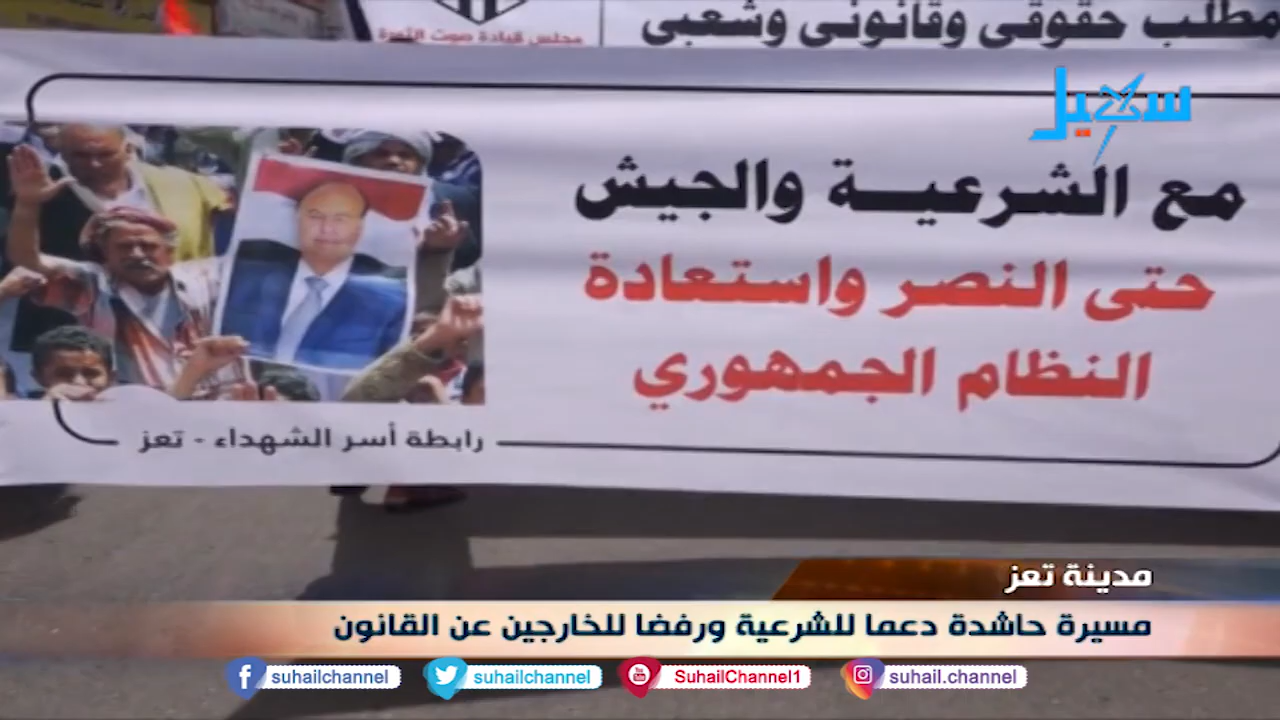 مطلب حقوقي وقانوني وشعبي
مجلس قيادة صوت الثورة
سهيل
مع الشرعية والجيش
حتى النصر واستعادة
النظام الجمهوري
رابطة أسر الشهداء - تعز
مدينة تعز
مسيرة حاشدة دعما للشرعية ورفضا للخارجين عن القانون
suhailchannel
suhailchannel
SuhailChannel1
suhail.channel